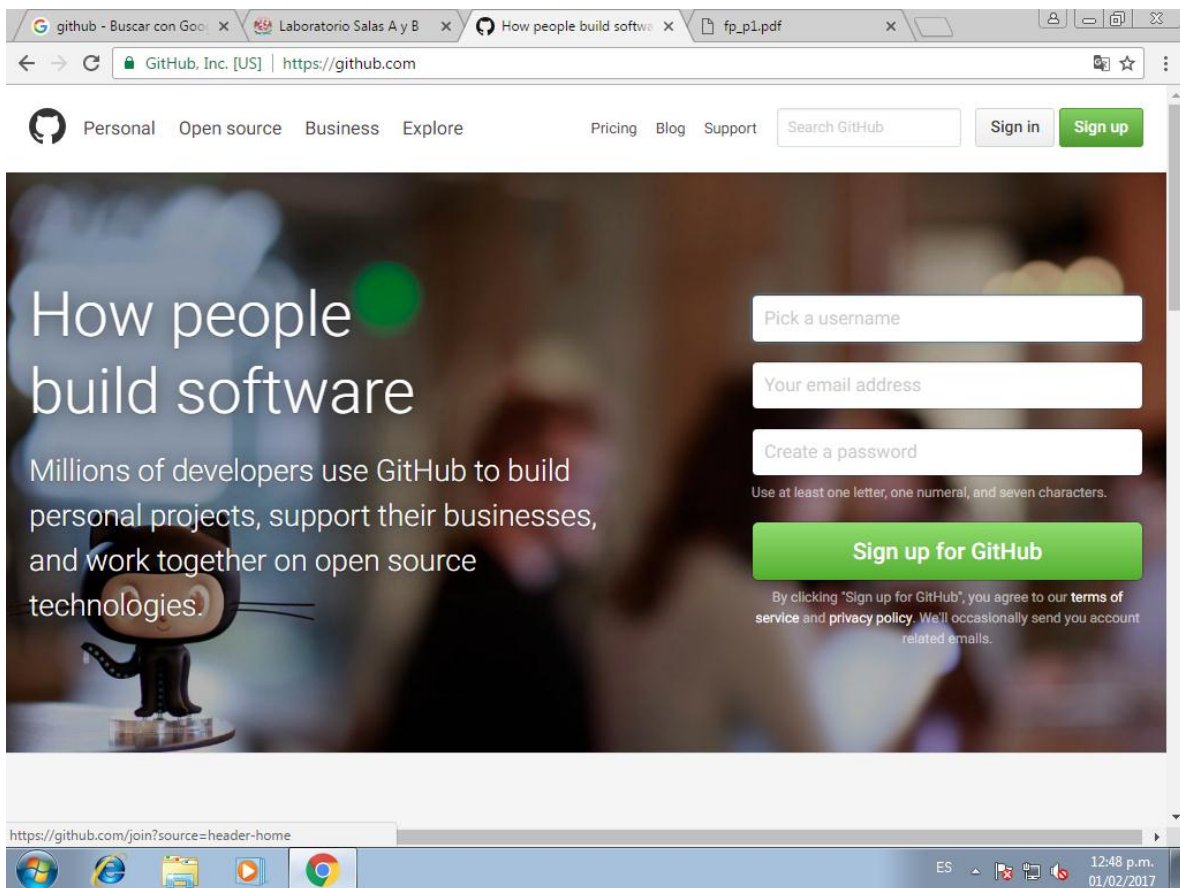 github - Buscar con Goo
Laboratorio Salas A y B
How people build softwa
fp_p1.pdf
GitHub, Inc. [US] | https://github.com
Personal Open source Business Explore Pricing Blog Support Search GitHub Sign in Sign up
How people
build software
Millions of developers use GitHub to build
personal projects, support their businesses,
and work together on open source
technologies.
Pick a username
Your email address
Create a password
Use at least one letter, one numeral, and seven characters.
Sign up for GitHub
By clicking "Sign up for GitHub", you agree to our terms of
service and privacy policy. We'll occasionally send you account
related emails.
https://github.com/join?source=header-home
ES
12:48 p.m.
01/02/2017